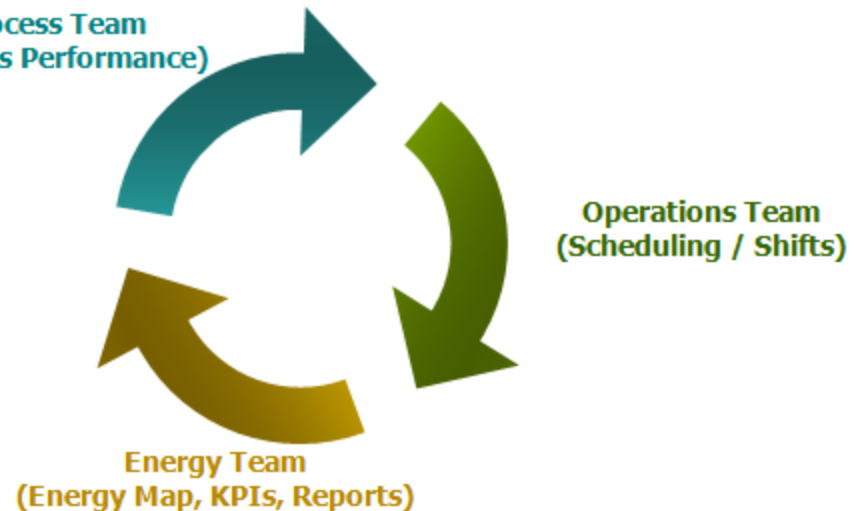 ocess Team
s Performance)
Operations Team
(Scheduling / Shifts)
Energy Team
(Energy Map, KPIs, Reports)